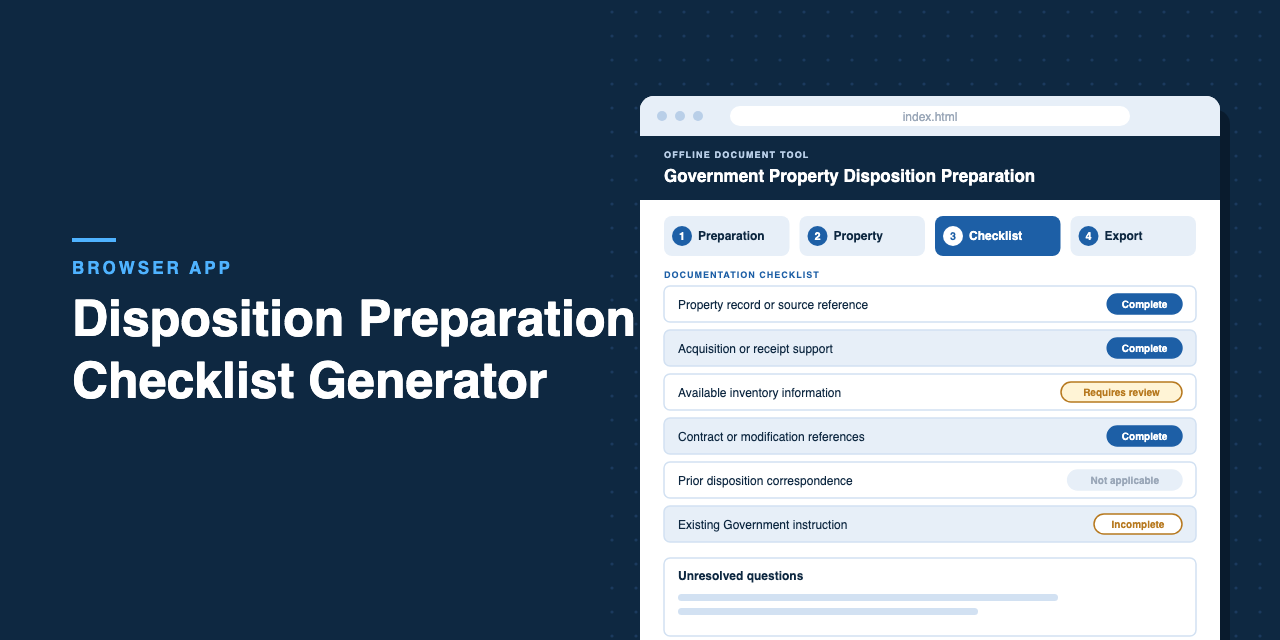 BROWSER APP
Disposition Preparation
Checklist Generator
index.html
OFFLINE DOCUMENT TOOL
Government Property Disposition Preparation
1 Preparation
2 Property
3 Checklist
4 Export
DOCUMENTATION CHECKLIST
Property record or source reference Complete
Acquisition or receipt support Complete
Available inventory information Requires review
Contract or modification references Complete
Prior disposition correspondence Not applicable
Existing Government instruction Incomplete
Unresolved questions